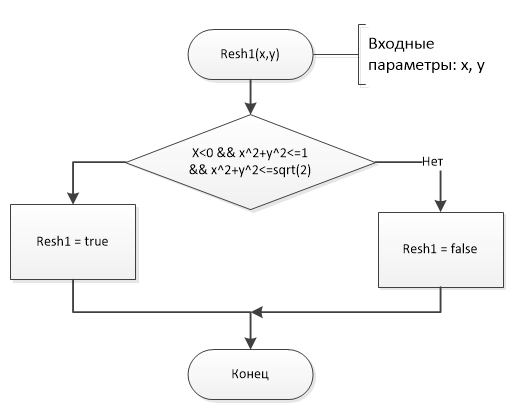 Resh1(x,y)
Входные
параметры: x, y
X<0 && x^2+y^2<=1
&& x^2+y^2<=sqrt(2)
Нет
Resh1 = true
Resh1 = false
Конец